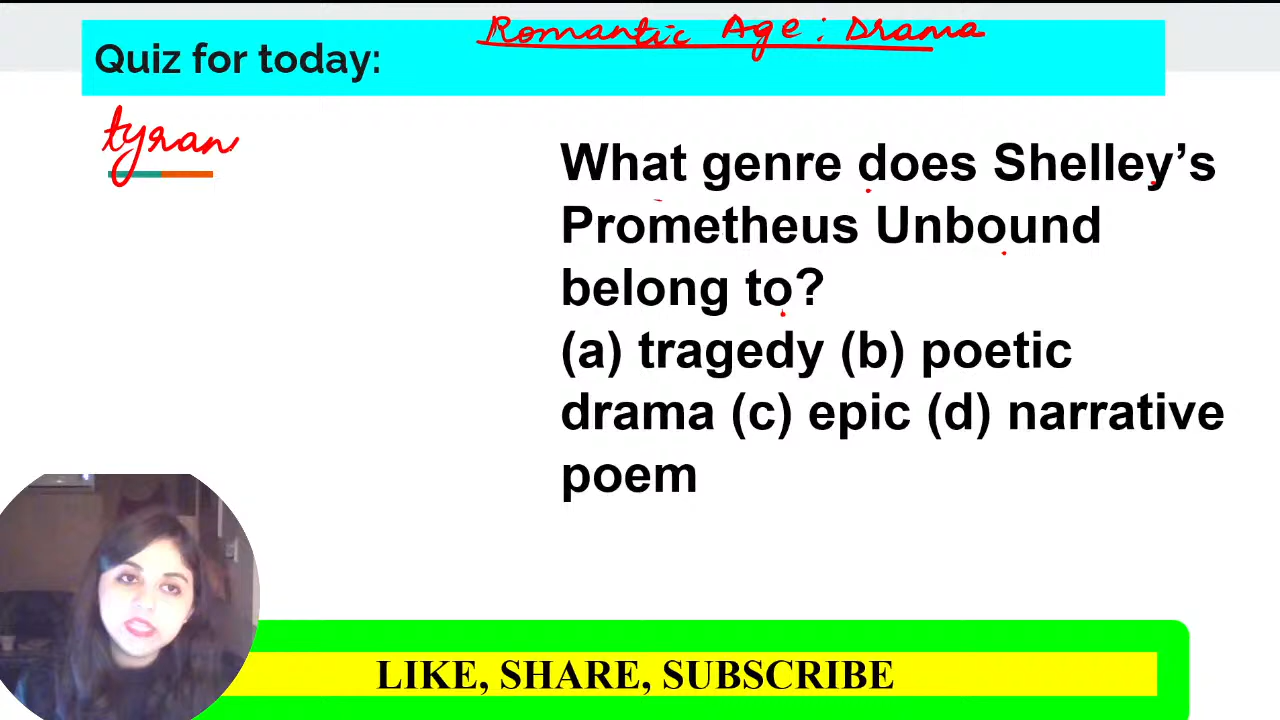 Romantic Age : Drama
Quiz for today:
tyran
What genre does Shelley’s
Prometheus Unbound
belong to?
(a) tragedy (b) poetic
drama (c) epic (d) narrative
poem
LIKE, SHARE, SUBSCRIBE